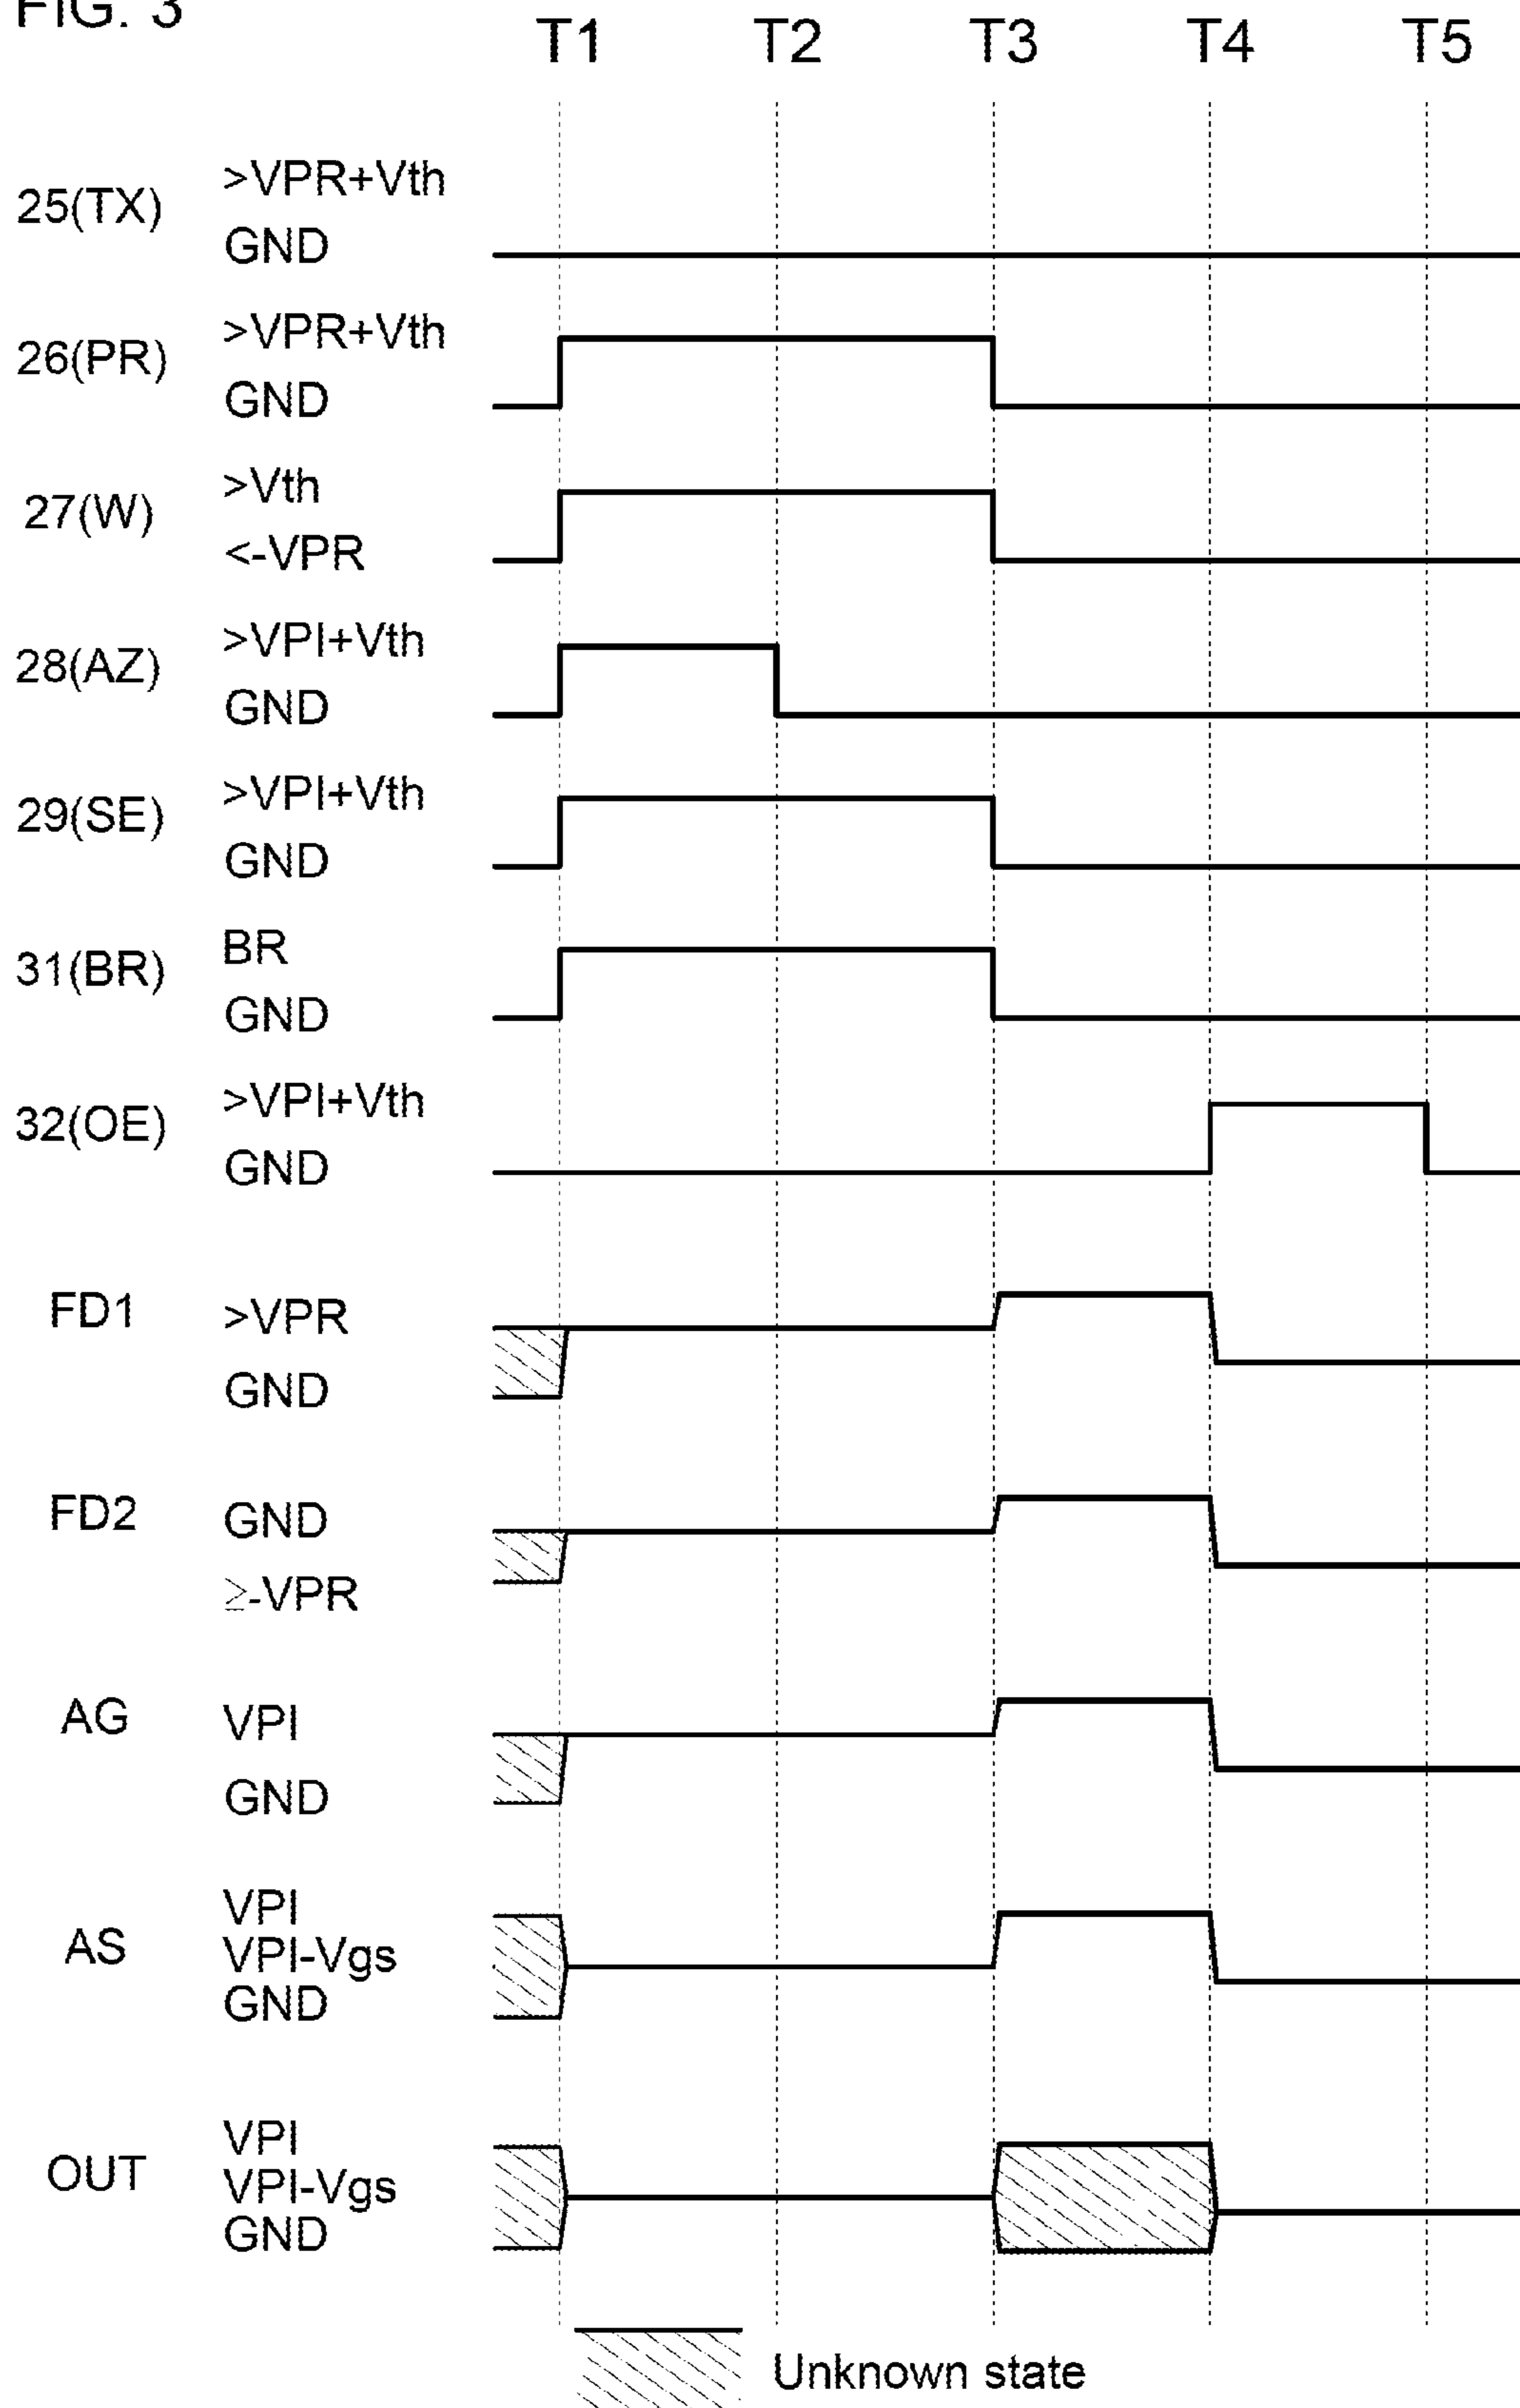 FIG. 3
T1 T2 T3 T4 T5
25(TX)
>VPR+Vth
GND
26(PR)
>VPR+Vth
GND
27(W)
>Vth
<-VPR
28(AZ)
>VPI+Vth
GND
29(SE)
>VPI+Vth
GND
31(BR)
BR
GND
32(OE)
>VPI+Vth
GND
FD1
>VPR
GND
FD2
GND
≥-VPR
AG
VPI
GND
AS
VPI
VPI-Vgs
GND
OUT
VPI
VPI-Vgs
GND
Unknown state